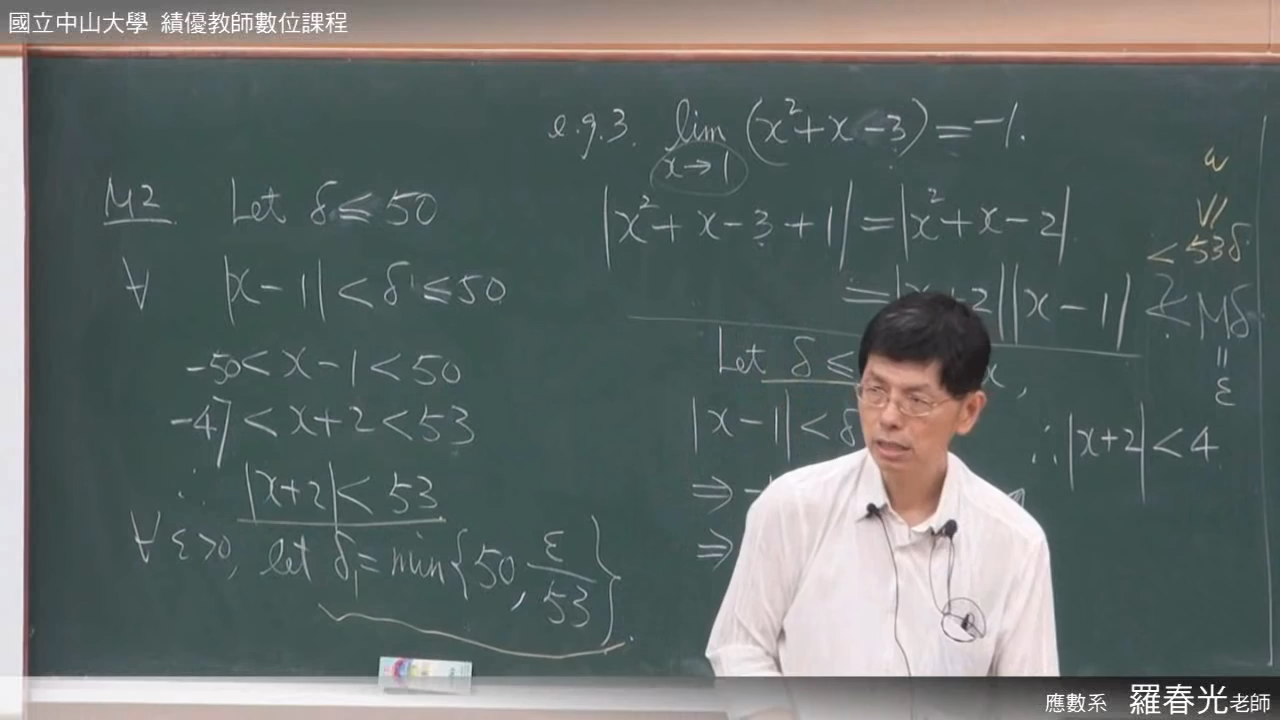 國立中山大學 績優教師數位課程
e.g.3. lim (x²+x-3)=-1.
x→1
M2 Let δ≤50
∀ |x-1|<δ≤50
-50<x-1<50
-47<x+2<53
∴ |x+2|<53
∀ε>0, let δ₁=min{50, ε/53}.
|x²+x-3+1|=|x²+x-2|
||x-1|
<53δ
Mδ
=
ε
Let δ≤
|x-1|<δ
∴|x+2|<4
⇒
⇒
應數系 羅春光老師